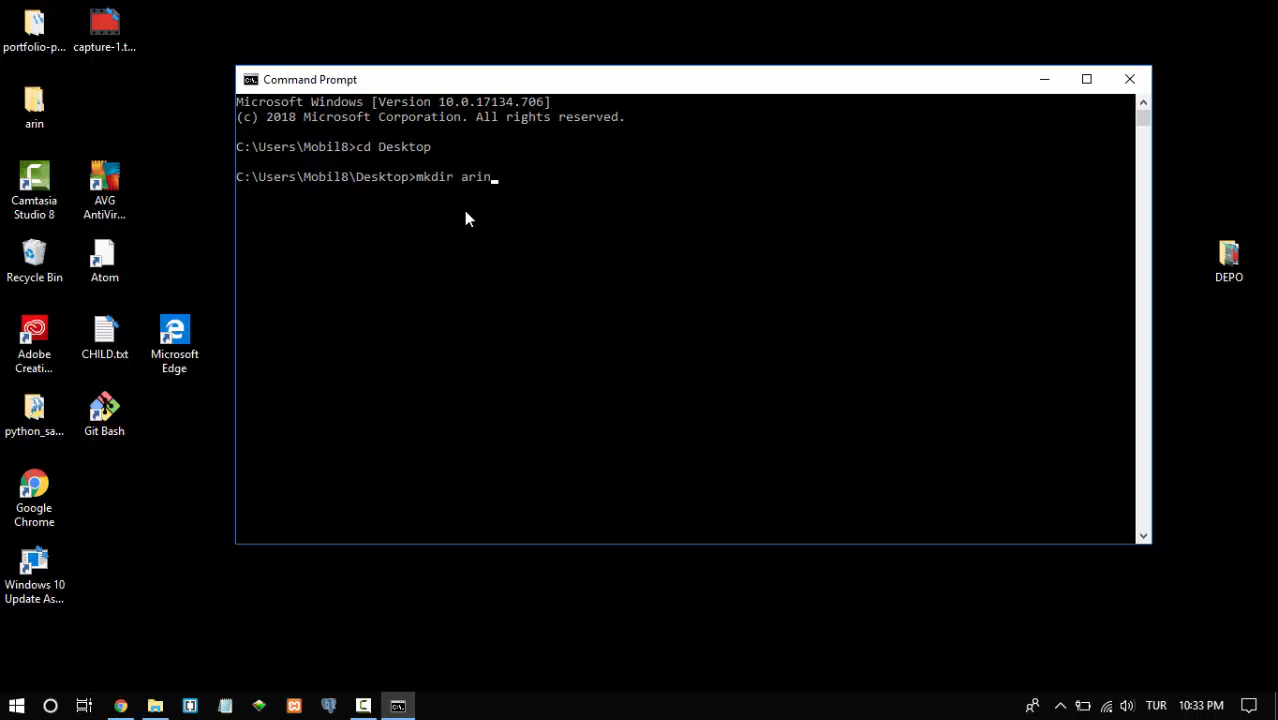 portfolio-p...
capture-1.t...
arin
Camtasia
Studio 8
AVG
AntiVir...
Recycle Bin
Atom
Adobe
Creati...
CHILD.txt
Microsoft
Edge
python_sa...
Git Bash
Google
Chrome
Windows 10
Update As...
Command Prompt
Microsoft Windows [Version 10.0.17134.706]
(c) 2018 Microsoft Corporation. All rights reserved.
C:\Users\Mobil8>cd Desktop
C:\Users\Mobil8\Desktop>mkdir arin_
DEPO
TUR
10:33 PM